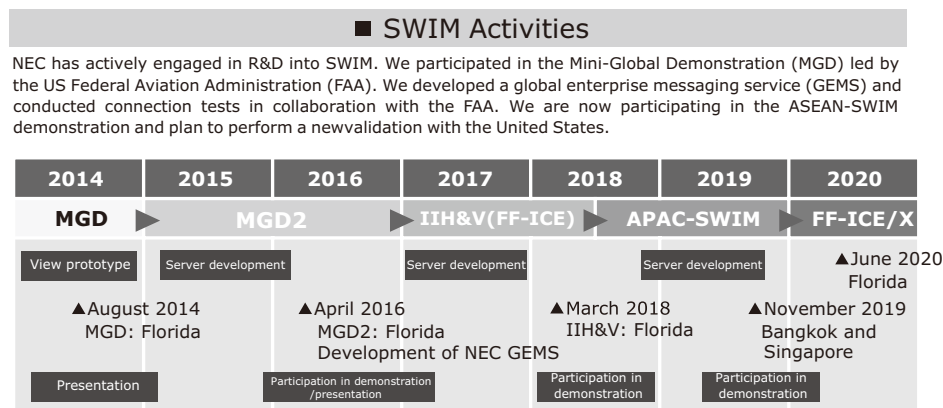 ■ SWIM Activities
NEC has actively engaged in R&D into SWIM. We participated in the Mini-Global Demonstration (MGD) led by
the US Federal Aviation Administration (FAA). We developed a global enterprise messaging service (GEMS) and
conducted connection tests in collaboration with the FAA. We are now participating in the ASEAN-SWIM
demonstration and plan to perform a newvalidation with the United States.
2014 2015 2016 2017 2018 2019 2020
MGD MGD2 IIH&V(FF-ICE) APAC-SWIM FF-ICE/X
View prototype Server development Server development Server development
▲June 2020
Florida
▲August 2014
MGD: Florida
▲April 2016
MGD2: Florida
Development of NEC GEMS
▲March 2018
IIH&V: Florida
▲November 2019
Bangkok and
Singapore
Presentation
Participation in demonstration
/presentation
Participation in
demonstration
Participation in
demonstration